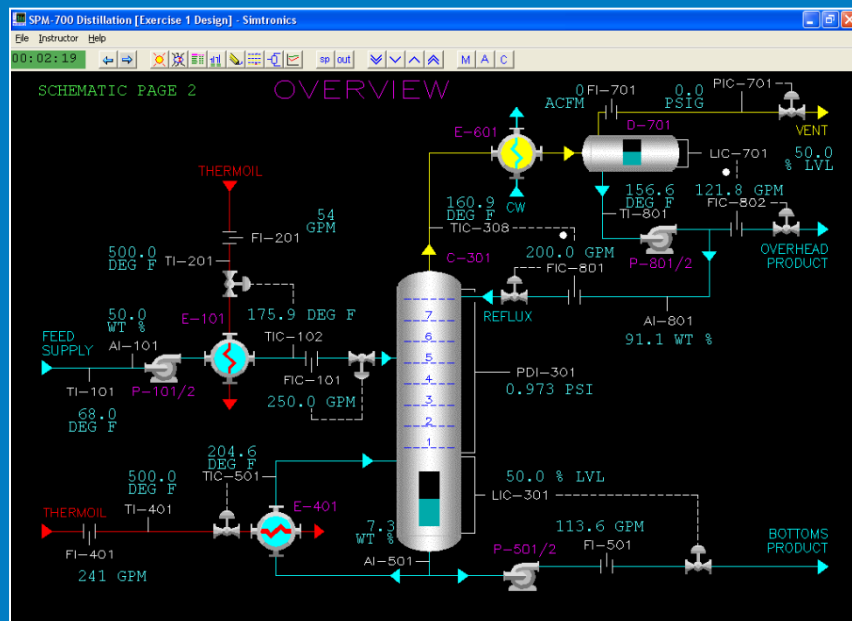 SPM-700 Distillation [Exercise 1 Design] - Simtronics
File Instructor Help
00:02:19
sp out
M A C
SCHEMATIC PAGE 2
OVERVIEW
0
ACFM
FI-701
0.0
PSIG
PIC-701
VENT
D-701
E-601
CW
LIC-701
50.0
% LVL
THERMOIL
54
GPM
FI-201
500.0
DEG F
TI-201
160.9
DEG F
TIC-308
C-301
156.6
DEG F
TI-801
121.8 GPM
FIC-802
P-801/2
OVERHEAD
PRODUCT
200.0 GPM
FIC-801
REFLUX
AI-801
91.1 WT %
50.0
WT %
AI-101
E-101
175.9 DEG F
TIC-102
FEED
SUPPLY
TI-101
P-101/2
FIC-101
250.0 GPM
68.0
DEG F
7
6
5
4
3
2
1
PDI-301
0.973 PSI
204.6
DEG F
TIC-501
500.0
DEG F
TI-401
E-401
THERMOIL
FI-401
241 GPM
50.0 % LVL
LIC-301
7.3
WT %
AI-501
113.6 GPM
FI-501
P-501/2
BOTTOMS
PRODUCT